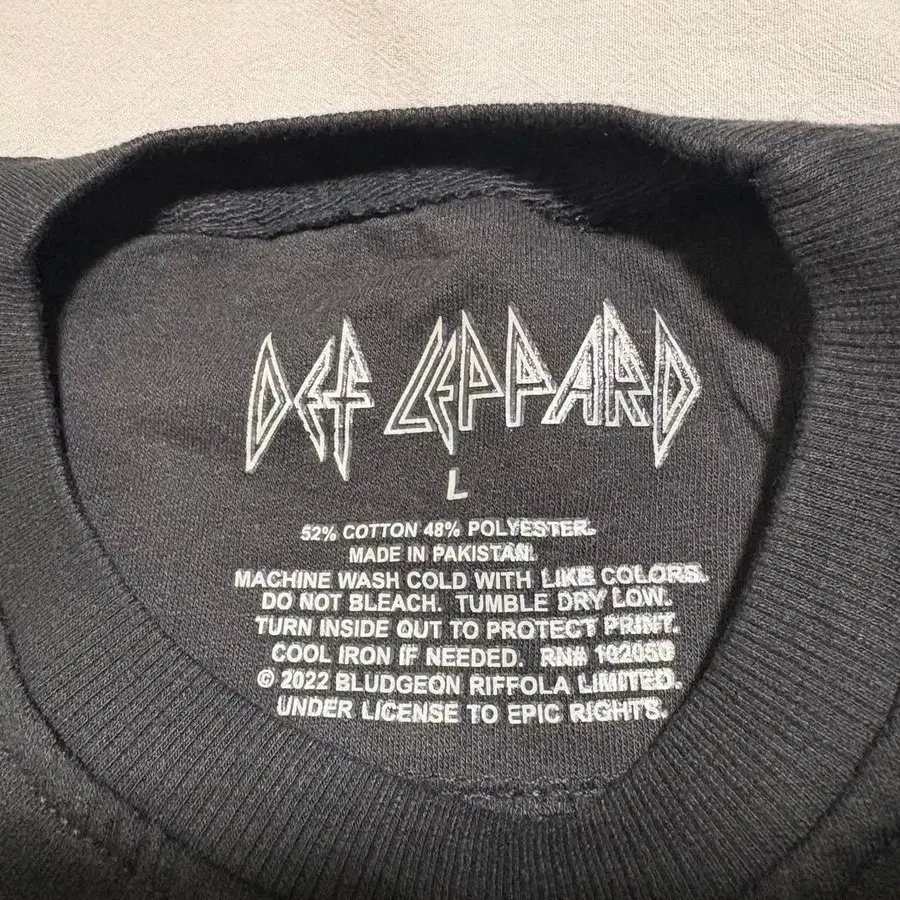 DEF LEPPARD
L
52% COTTON 48% POLYESTER.
MADE IN PAKISTAN.
MACHINE WASH COLD WITH LIKE COLORS.
DO NOT BLEACH. TUMBLE DRY LOW.
TURN INSIDE OUT TO PROTECT PRINT.
COOL IRON IF NEEDED. RN# 102050
© 2022 BLUDGEON RIFFOLA LIMITED.
UNDER LICENSE TO EPIC RIGHTS.